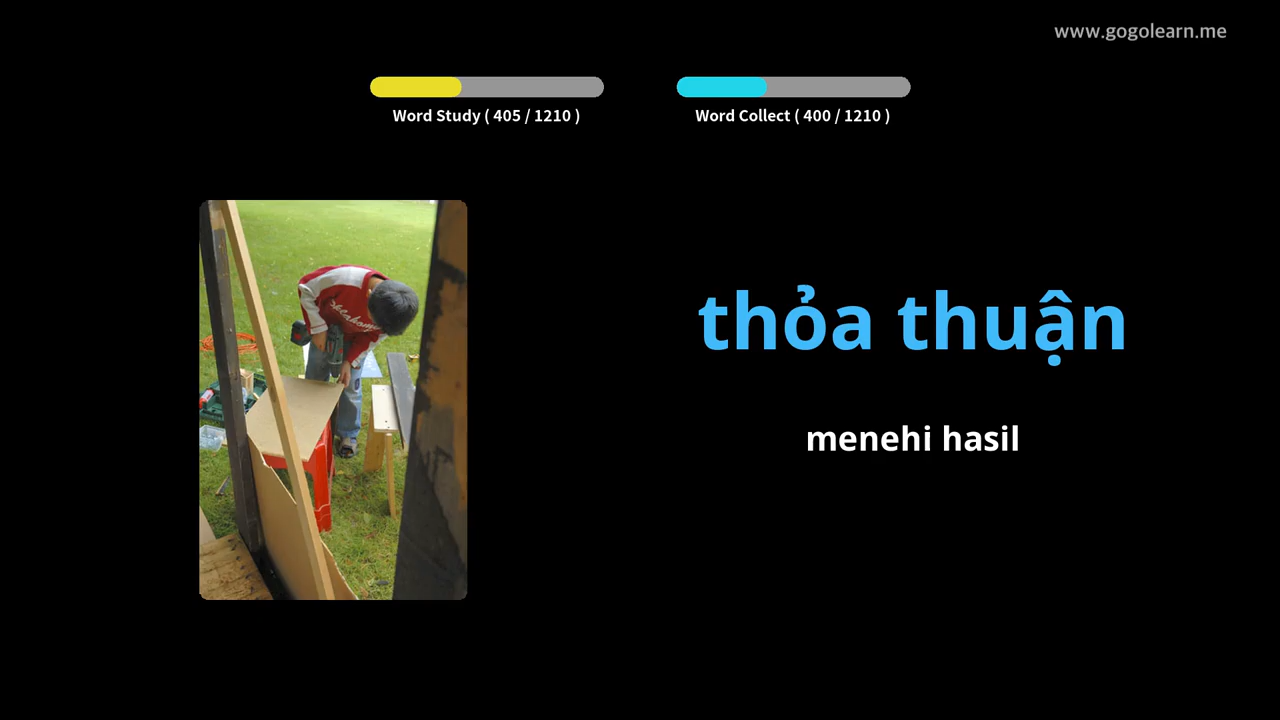 www.gogolearn.me
Word Study ( 405 / 1210 )
Word Collect ( 400 / 1210 )
thỏa thuận
menehi hasil